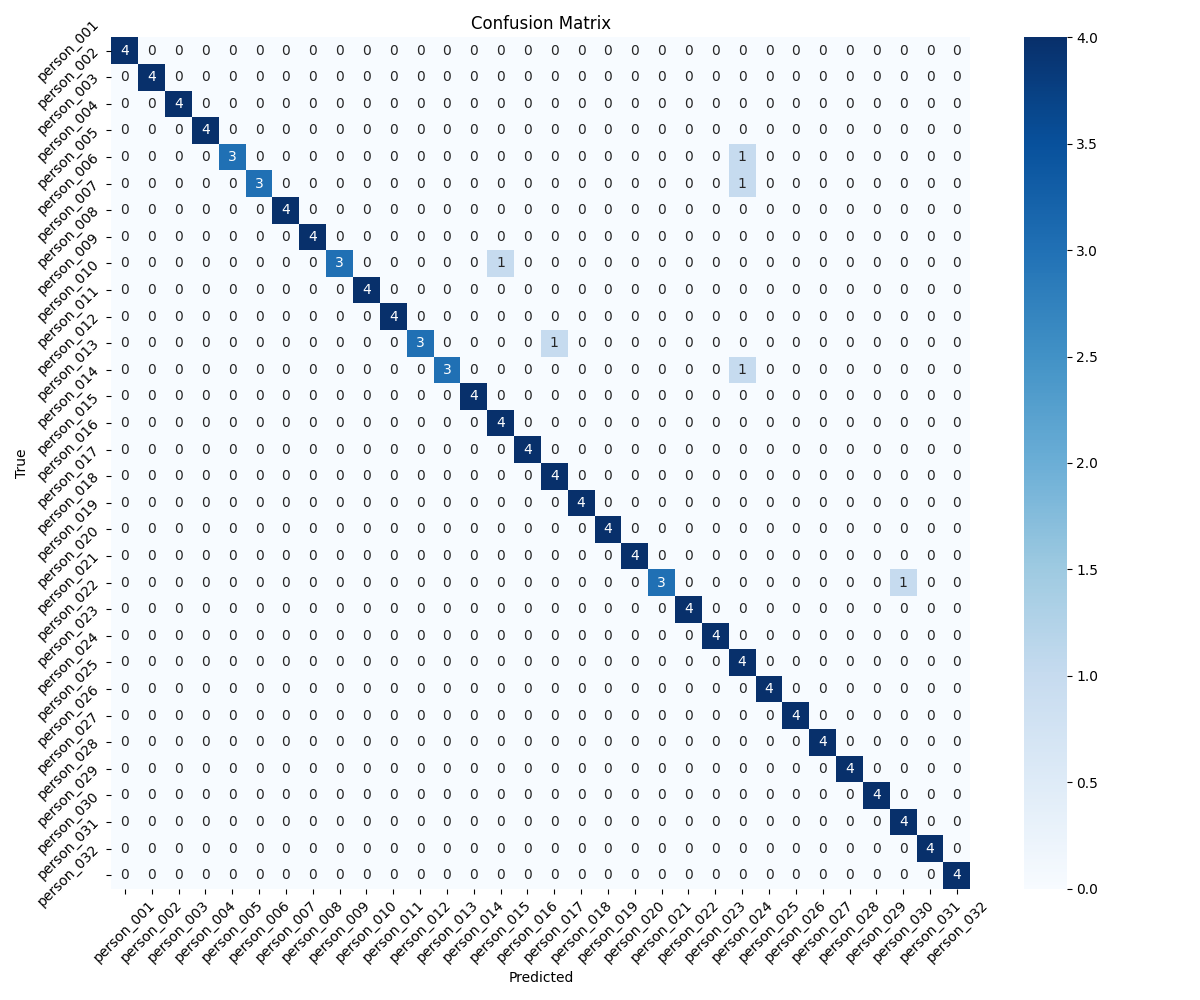 Confusion Matrix
person_001 4 0 0 0 0 0 0 0 0 0 0 0 0 0 0 0 0 0 0 0 0 0 0 0 0 0 0 0 0 0 0 0 4.0
person_002 0 4 0 0 0 0 0 0 0 0 0 0 0 0 0 0 0 0 0 0 0 0 0 0 0 0 0 0 0 0 0 0
person_003 0 0 4 0 0 0 0 0 0 0 0 0 0 0 0 0 0 0 0 0 0 0 0 0 0 0 0 0 0 0 0 0
person_004 0 0 0 4 0 0 0 0 0 0 0 0 0 0 0 0 0 0 0 0 0 0 0 0 0 0 0 0 0 0 0 0
person_005 0 0 0 0 3 0 0 0 0 0 0 0 0 0 0 0 0 0 0 0 0 0 0 1 0 0 0 0 0 0 0 0 3.5
person_006 0 0 0 0 0 3 0 0 0 0 0 0 0 0 0 0 0 0 0 0 0 0 0 1 0 0 0 0 0 0 0 0
person_007 0 0 0 0 0 0 4 0 0 0 0 0 0 0 0 0 0 0 0 0 0 0 0 0 0 0 0 0 0 0 0 0
person_008 0 0 0 0 0 0 0 4 0 0 0 0 0 0 0 0 0 0 0 0 0 0 0 0 0 0 0 0 0 0 0 0 3.0
person_009 0 0 0 0 0 0 0 0 3 0 0 0 0 0 1 0 0 0 0 0 0 0 0 0 0 0 0 0 0 0 0 0
person_010 0 0 0 0 0 0 0 0 0 4 0 0 0 0 0 0 0 0 0 0 0 0 0 0 0 0 0 0 0 0 0 0
person_011 0 0 0 0 0 0 0 0 0 0 4 0 0 0 0 0 0 0 0 0 0 0 0 0 0 0 0 0 0 0 0 0
person_012 0 0 0 0 0 0 0 0 0 0 0 3 0 0 0 0 1 0 0 0 0 0 0 0 0 0 0 0 0 0 0 0 2.5
person_013 0 0 0 0 0 0 0 0 0 0 0 0 3 0 0 0 0 0 0 0 0 0 0 1 0 0 0 0 0 0 0 0
person_014 0 0 0 0 0 0 0 0 0 0 0 0 0 4 0 0 0 0 0 0 0 0 0 0 0 0 0 0 0 0 0 0
person_015 0 0 0 0 0 0 0 0 0 0 0 0 0 0 4 0 0 0 0 0 0 0 0 0 0 0 0 0 0 0 0 0
person_016 0 0 0 0 0 0 0 0 0 0 0 0 0 0 0 4 0 0 0 0 0 0 0 0 0 0 0 0 0 0 0 0 2.0
True
person_017 0 0 0 0 0 0 0 0 0 0 0 0 0 0 0 0 4 0 0 0 0 0 0 0 0 0 0 0 0 0 0 0
person_018 0 0 0 0 0 0 0 0 0 0 0 0 0 0 0 0 0 4 0 0 0 0 0 0 0 0 0 0 0 0 0 0
person_019 0 0 0 0 0 0 0 0 0 0 0 0 0 0 0 0 0 0 4 0 0 0 0 0 0 0 0 0 0 0 0 0
person_020 0 0 0 0 0 0 0 0 0 0 0 0 0 0 0 0 0 0 0 4 0 0 0 0 0 0 0 0 0 0 0 0
person_021 0 0 0 0 0 0 0 0 0 0 0 0 0 0 0 0 0 0 0 0 3 0 0 0 0 0 0 0 0 1 0 0 1.5
person_022 0 0 0 0 0 0 0 0 0 0 0 0 0 0 0 0 0 0 0 0 0 4 0 0 0 0 0 0 0 0 0 0
person_023 0 0 0 0 0 0 0 0 0 0 0 0 0 0 0 0 0 0 0 0 0 0 4 0 0 0 0 0 0 0 0 0
person_024 0 0 0 0 0 0 0 0 0 0 0 0 0 0 0 0 0 0 0 0 0 0 0 4 0 0 0 0 0 0 0 0 1.0
person_025 0 0 0 0 0 0 0 0 0 0 0 0 0 0 0 0 0 0 0 0 0 0 0 0 4 0 0 0 0 0 0 0
person_026 0 0 0 0 0 0 0 0 0 0 0 0 0 0 0 0 0 0 0 0 0 0 0 0 0 4 0 0 0 0 0 0
person_027 0 0 0 0 0 0 0 0 0 0 0 0 0 0 0 0 0 0 0 0 0 0 0 0 0 0 4 0 0 0 0 0
person_028 0 0 0 0 0 0 0 0 0 0 0 0 0 0 0 0 0 0 0 0 0 0 0 0 0 0 0 4 0 0 0 0 0.5
person_029 0 0 0 0 0 0 0 0 0 0 0 0 0 0 0 0 0 0 0 0 0 0 0 0 0 0 0 0 4 0 0 0
person_030 0 0 0 0 0 0 0 0 0 0 0 0 0 0 0 0 0 0 0 0 0 0 0 0 0 0 0 0 0 4 0 0
person_031 0 0 0 0 0 0 0 0 0 0 0 0 0 0 0 0 0 0 0 0 0 0 0 0 0 0 0 0 0 0 4 0
person_032 0 0 0 0 0 0 0 0 0 0 0 0 0 0 0 0 0 0 0 0 0 0 0 0 0 0 0 0 0 0 0 4 0.0
person_001 person_002 person_003 person_004 person_005 person_006 person_007 person_008 person_009 person_010 person_011 person_012 person_013 person_014 person_015 person_016 person_017 person_018 person_019 person_020 person_021 person_022 person_023 person_024 person_025 person_026 person_027 person_028 person_029 person_030 person_031 person_032
Predicted